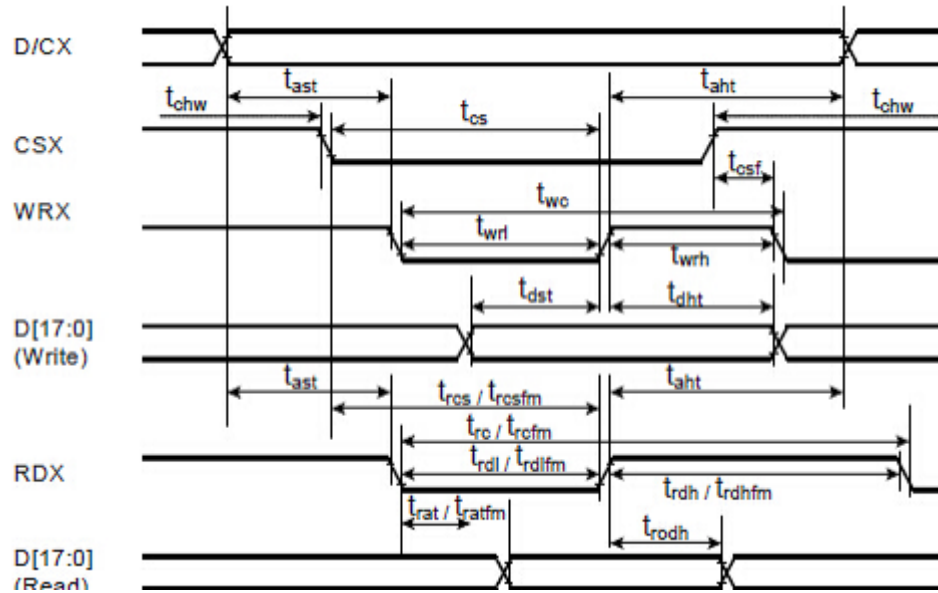 D/CX
t_ast t_aht
t_chw t_cs t_chw
CSX
t_csf
WRX t_wc
t_wrl t_wrh
t_dst t_dht
D[17:0]
(Write)
t_ast t_rcs / t_rcsfm t_aht
t_rc / t_rcfm
RDX t_rdl / t_rdlfm t_rdh / t_rdhfm
t_rat / t_ratfm t_rodh
D[17:0]
(Read)